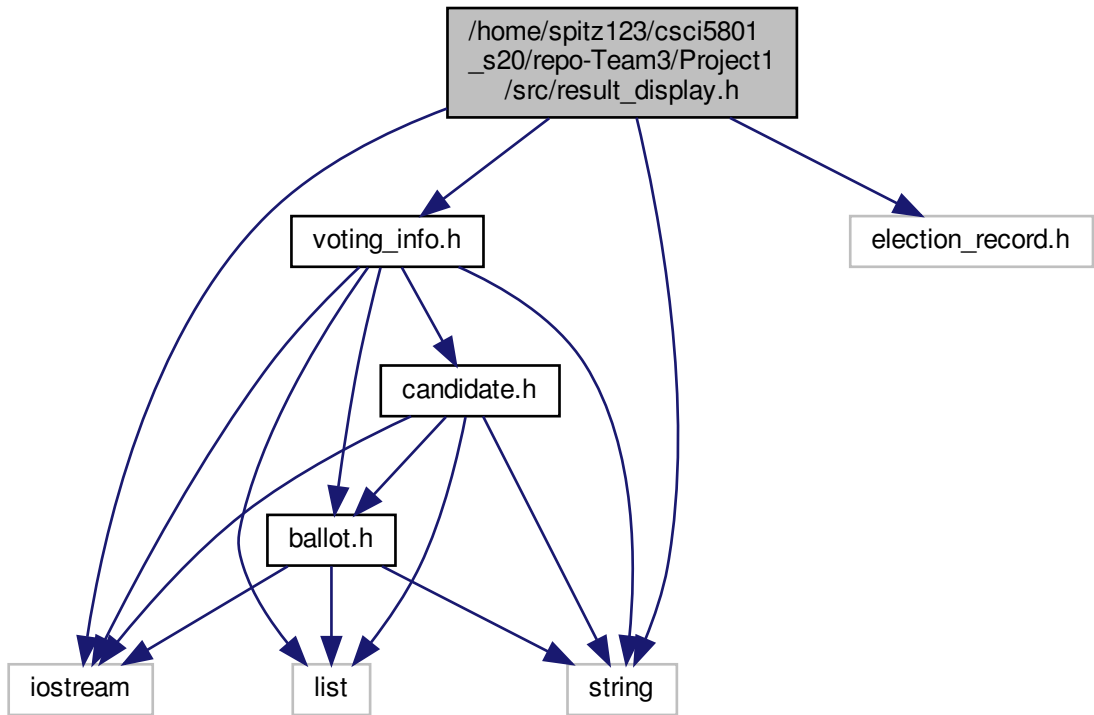 /home/spitz123/csci5801
_s20/repo-Team3/Project1
/src/result_display.h
voting_info.h
election_record.h
candidate.h
ballot.h
iostream
list
string